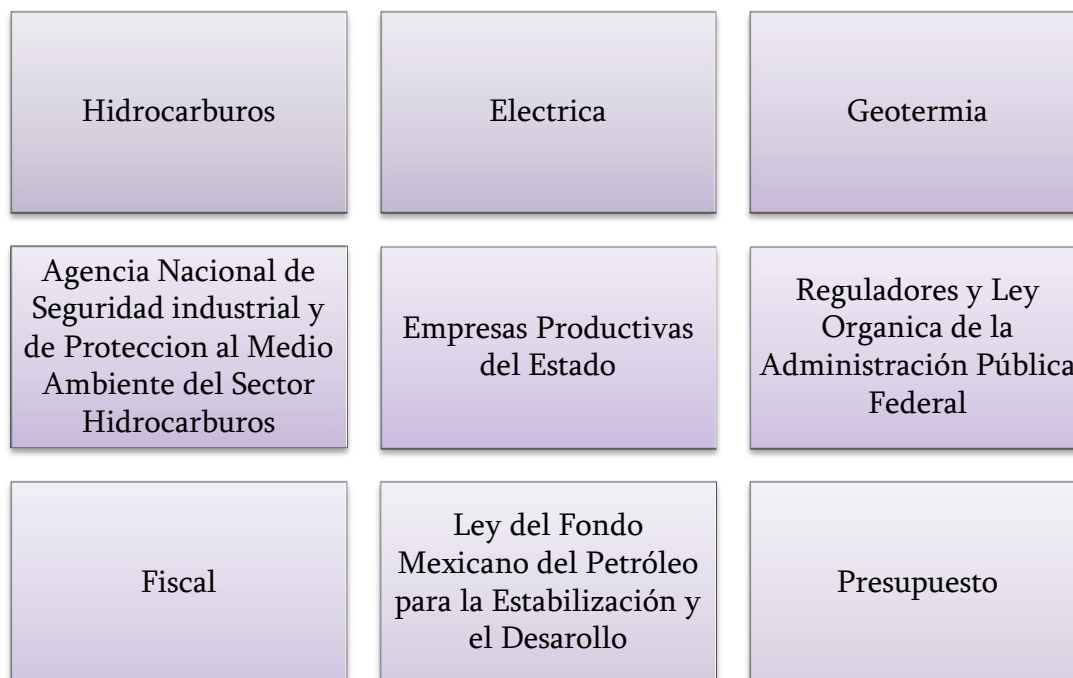 Hidrocarburos
Electrica
Geotermia
Agencia Nacional de
Seguridad industrial y
de Proteccion al Medio
Ambiente del Sector
Hidrocarburos
Empresas Productivas
del Estado
Reguladores y Ley
Organica de la
Administración Pública
Federal
Fiscal
Ley del Fondo
Mexicano del Petróleo
para la Estabilización y
el Desarollo
Presupuesto